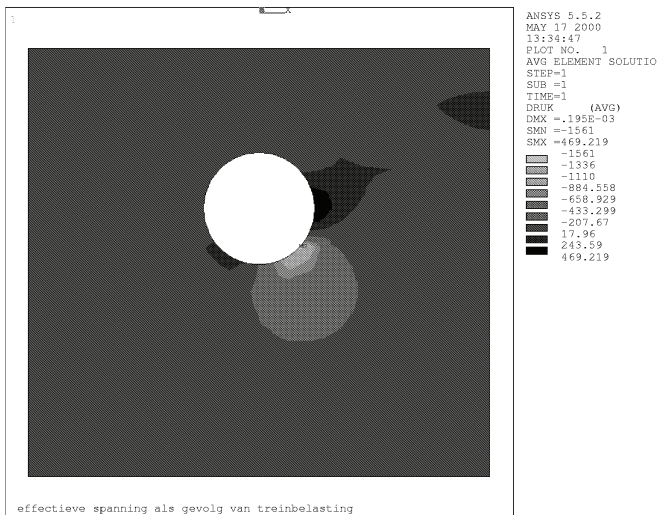 1
X
ANSYS 5.5.2
MAY 17 2000
13:34:47
PLOT NO. 1
AVG ELEMENT SOLUTIO
STEP=1
SUB =1
TIME=1
DRUK (AVG)
DMX =.195E-03
SMN =-1561
SMX =469.219
-1561
-1336
-1110
-884.558
-658.929
-433.299
-207.67
17.96
243.59
469.219
effectieve spanning als gevolg van treinbelasting